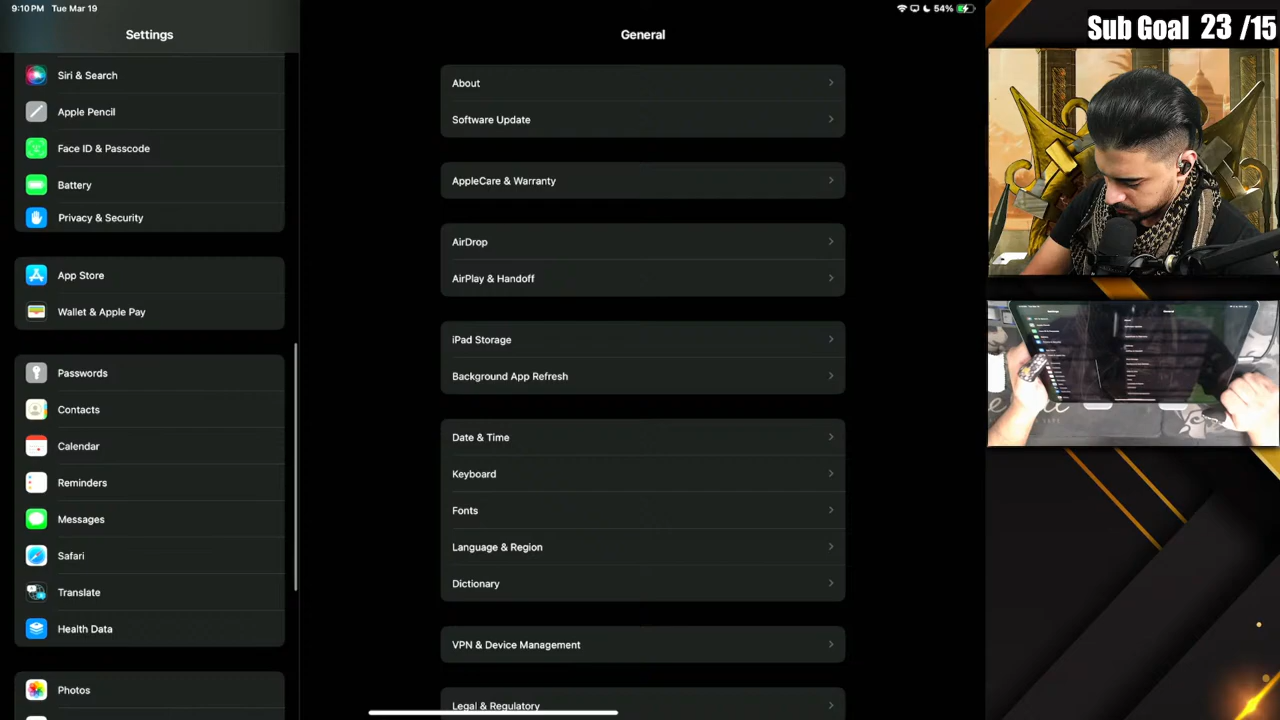 9:10 PM Tue Mar 19
54%
Sub Goal 23 /15
Settings
General
Siri & Search
Apple Pencil
Face ID & Passcode
Battery
Privacy & Security
App Store
Wallet & Apple Pay
Passwords
Contacts
Calendar
Reminders
Messages
Safari
Translate
Health Data
Photos
About
Software Update
AppleCare & Warranty
AirDrop
AirPlay & Handoff
iPad Storage
Background App Refresh
Date & Time
Keyboard
Fonts
Language & Region
Dictionary
VPN & Device Management
Legal & Regulatory